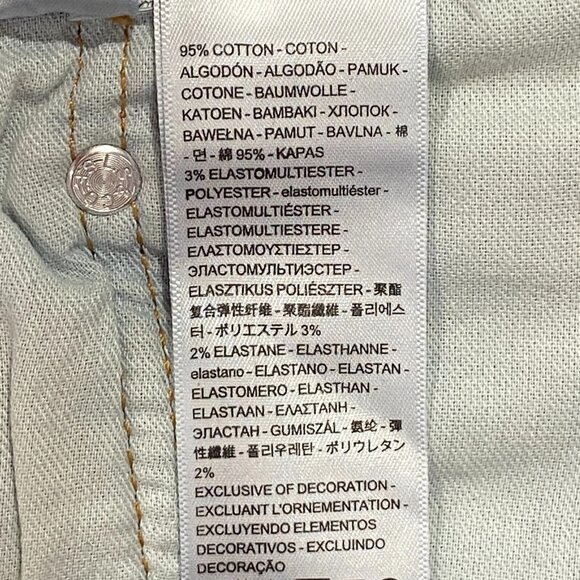 95% COTTON - COTON -
ALGODÓN - ALGODÃO - PAMUK -
COTONE - BAUMWOLLE -
KATOEN - BAMBAKI - ХЛОПОК -
BAWEŁNA - PAMUT - BAVLNA - 棉
- 면 - 綿 95% - KAPAS
3% ELASTOMULTIESTER -
POLYESTER - elastomultiéster -
ELASTOMULTIÉSTER -
ELASTOMULTIESTERE -
ΕΛΑΣΤΟΜΟΥΣΤΙΕΣΤΕΡ -
ЭЛАСТОМУЛЬТИЭСТЕР -
ELASZTIKUS POLIÉSZTER - 聚酯
复合弹性纤维 - 聚酯纖維 - 폴리에스
터 - ポリエステル 3%
2% ELASTANE - ELASTHANNE -
elastano - ELASTANO - ELASTAN -
ELASTOMERO - ELASTHAN -
ELASTAAN - ΕΛΑΣΤΑΝΗ -
ЭЛАСТАН - GUMISZÁL - 氨纶 - 彈
性纖維 - 폴리우레탄 - ポリウレタン
2%
EXCLUSIVE OF DECORATION -
EXCLUANT L'ORNEMENTATION -
EXCLUYENDO ELEMENTOS
DECORATIVOS - EXCLUINDO
DECORAÇÃO